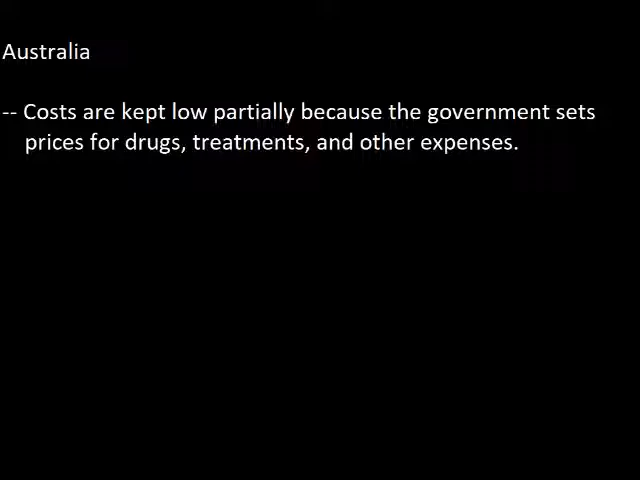 Australia
-- Costs are kept low partially because the government sets
prices for drugs, treatments, and other expenses.